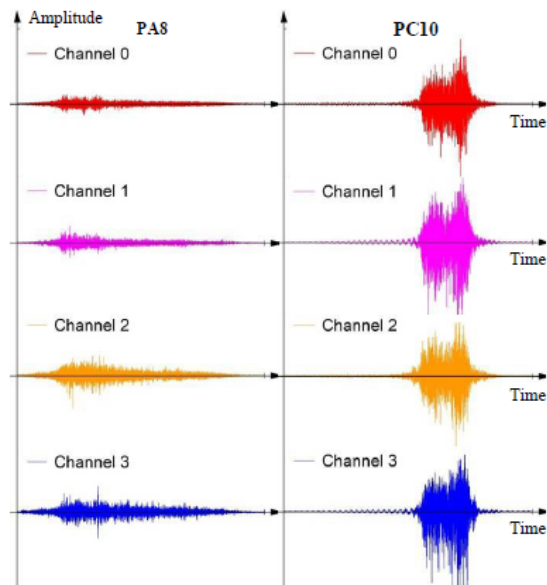 Amplitude
PA8
PC10
Channel 0
Channel 0
Time
Channel 1
Channel 1
Time
Channel 2
Channel 2
Time
Channel 3
Channel 3
Time